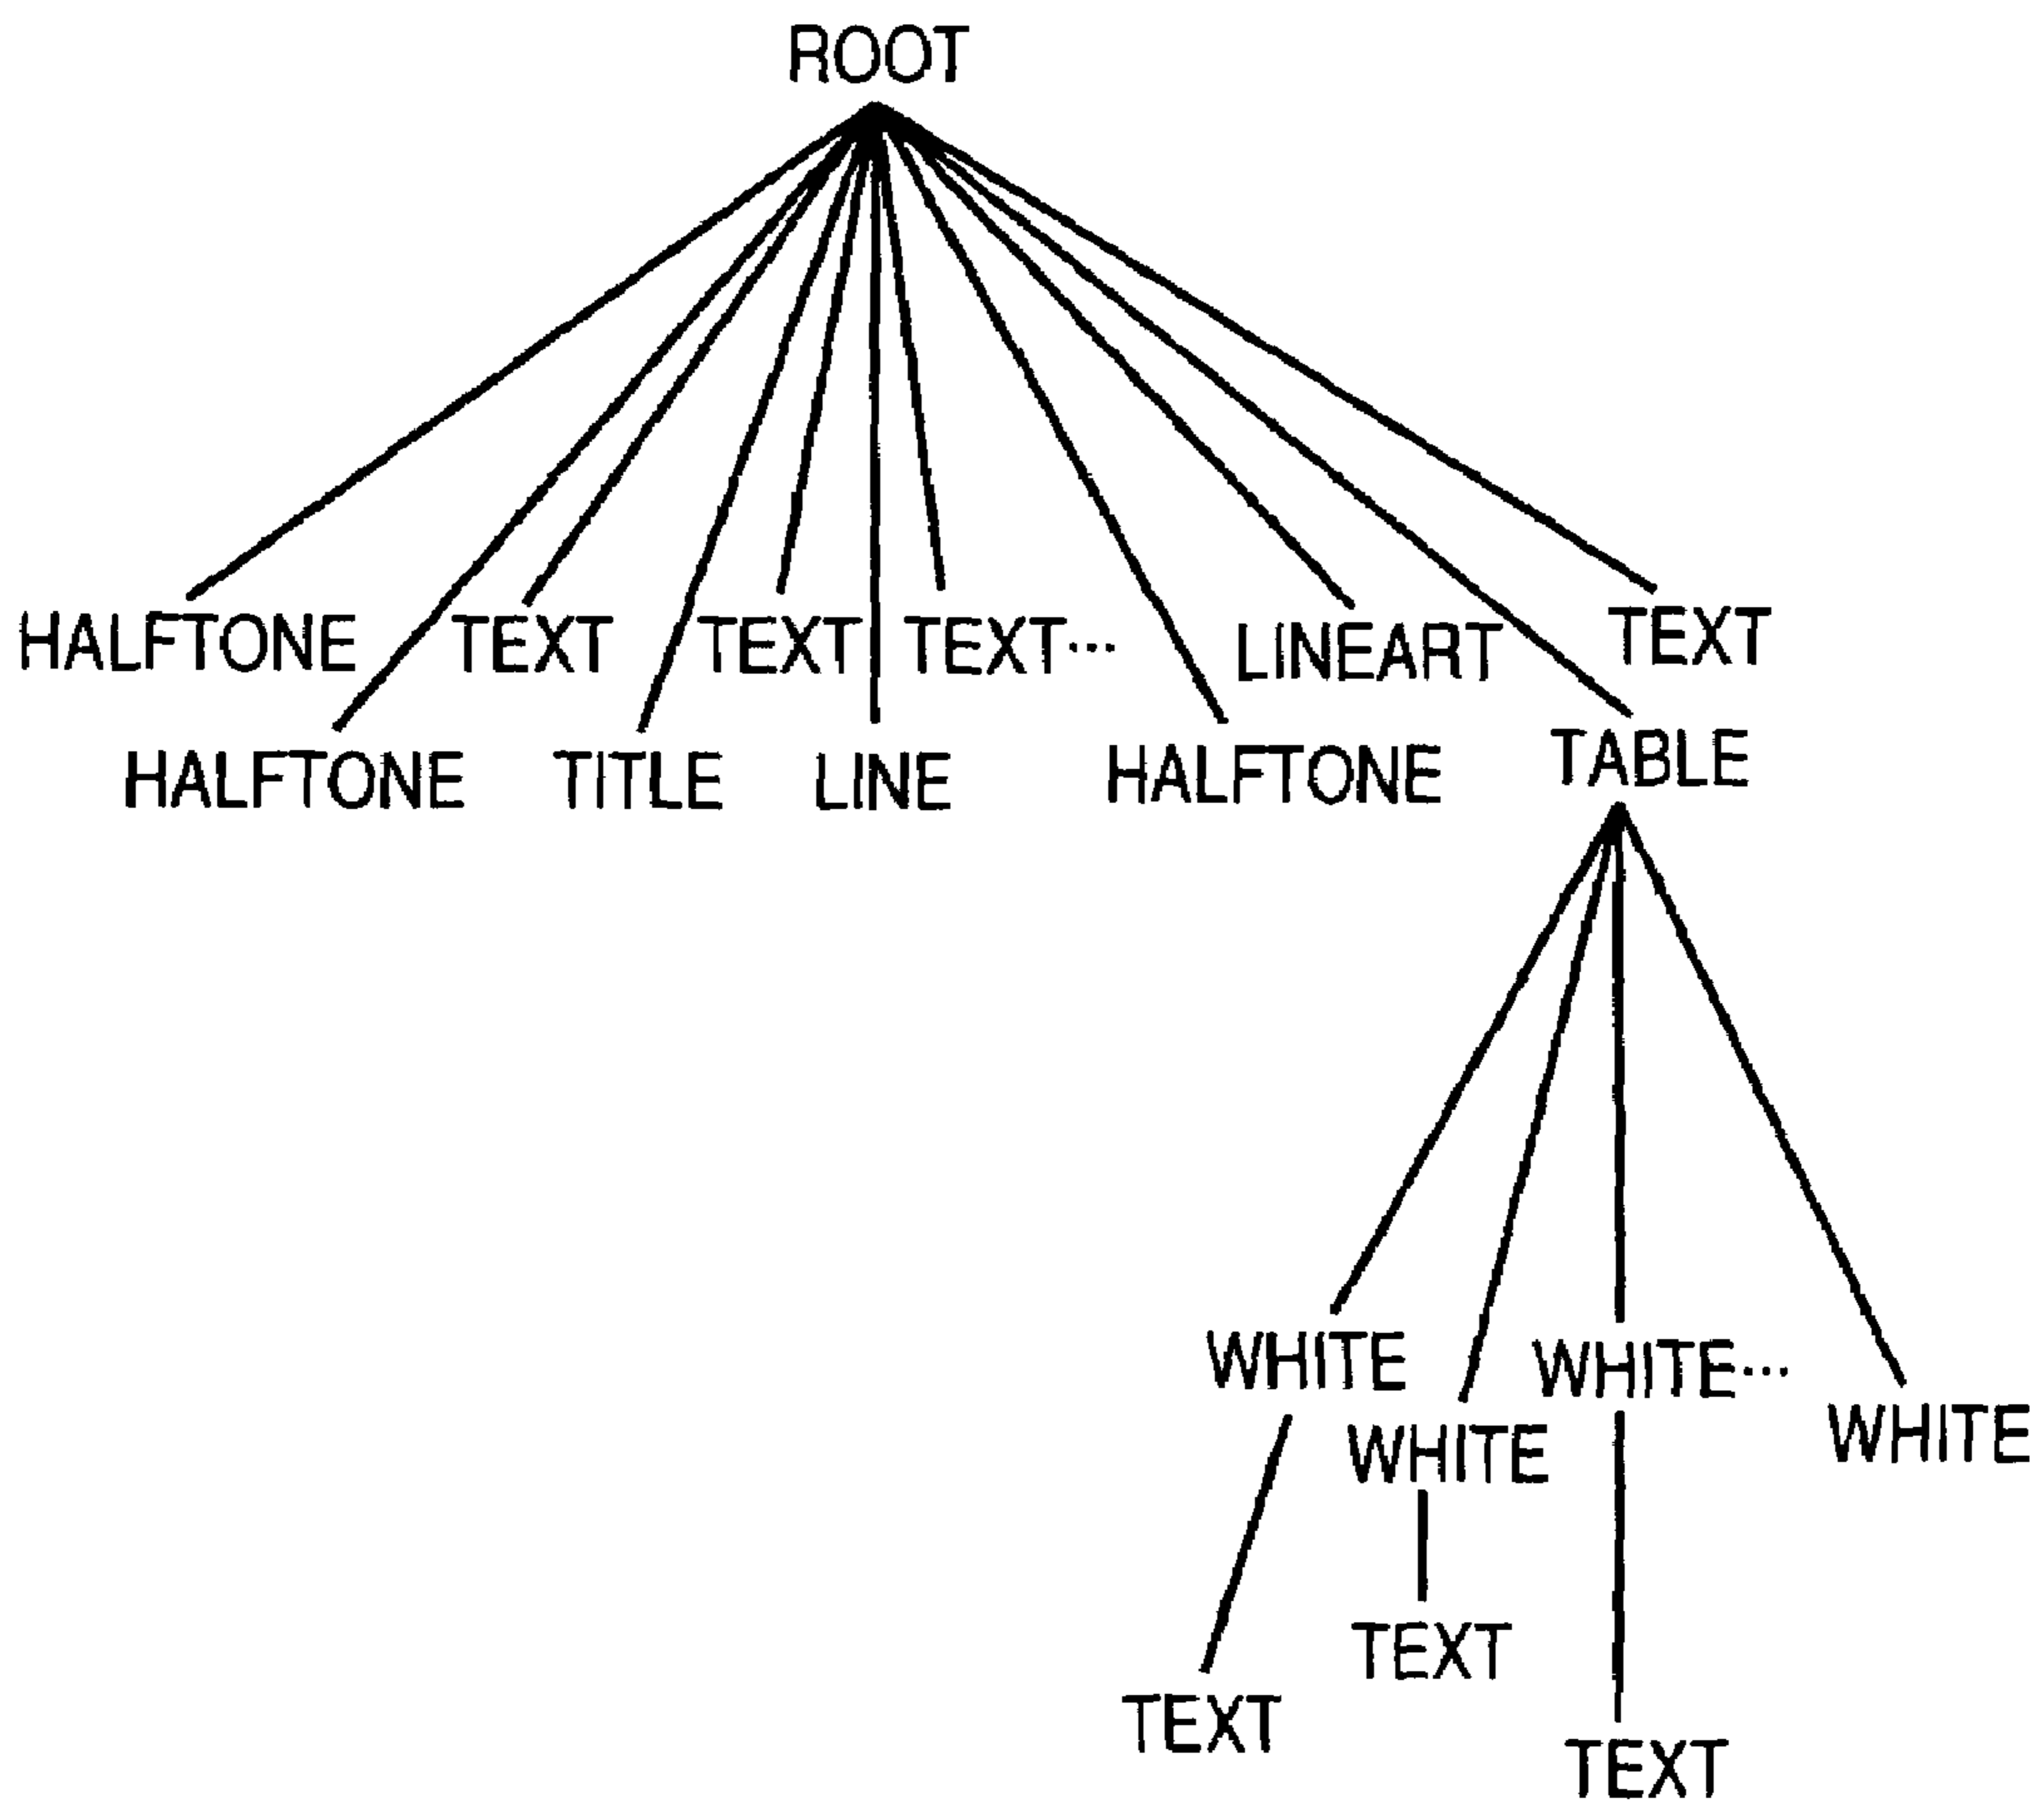 ROOT
HALFTONE TEXT TEXT TEXT··· LINEART TEXT
HALFTONE TITLE LINE HALFTONE TABLE
WHITE WHITE···
WHITE WHITE
TEXT
TEXT
TEXT